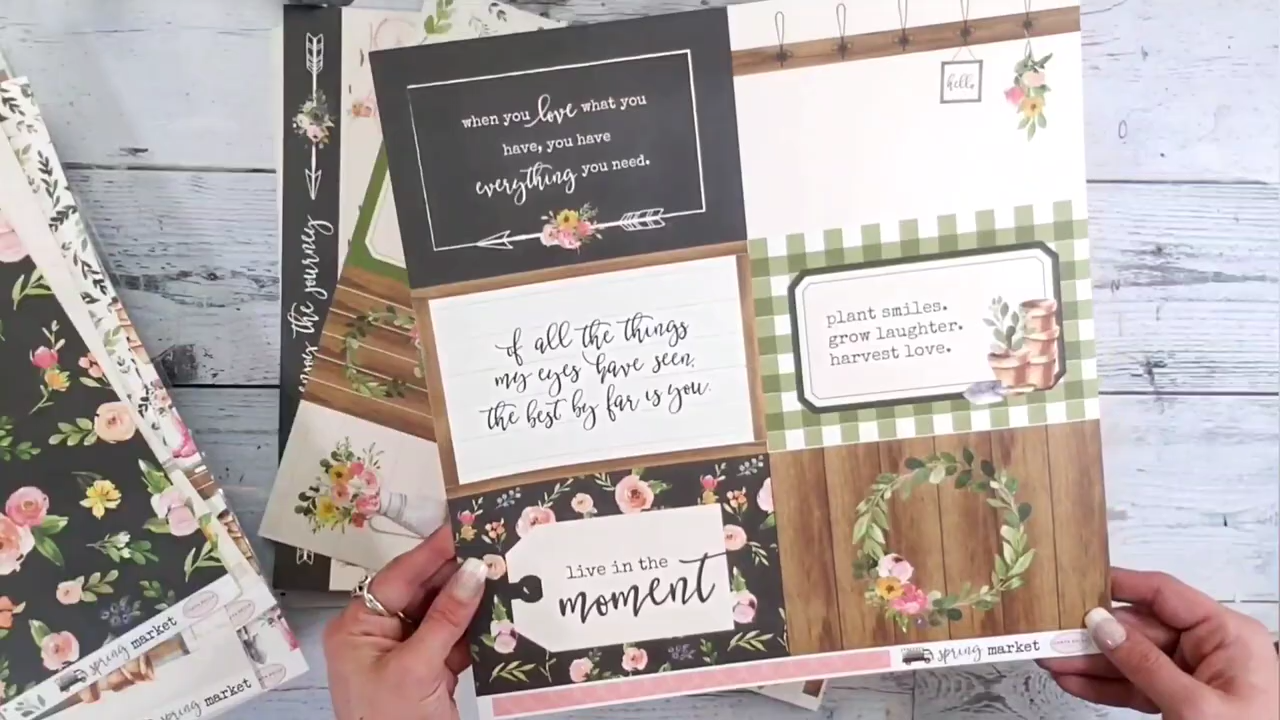 when you love what you
have, you have
everything you need.
hello
of all the things
my eyes have seen,
the best by far is you.
plant smiles.
grow laughter.
harvest love.
live in the
moment
spring market
enjoy the journey
spring market
spring market